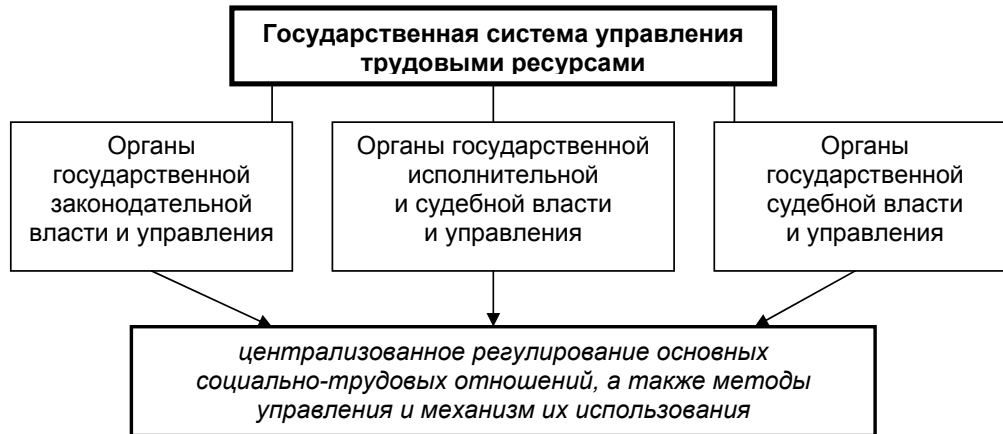 Государственная система управления
трудовыми ресурсами
Органы
государственной
законодательной
власти и управления
Органы государственной
исполнительной
и судебной власти
и управления
Органы
государственной
судебной власти
и управления
централизованное регулирование основных
социально-трудовых отношений, а также методы
управления и механизм их использования